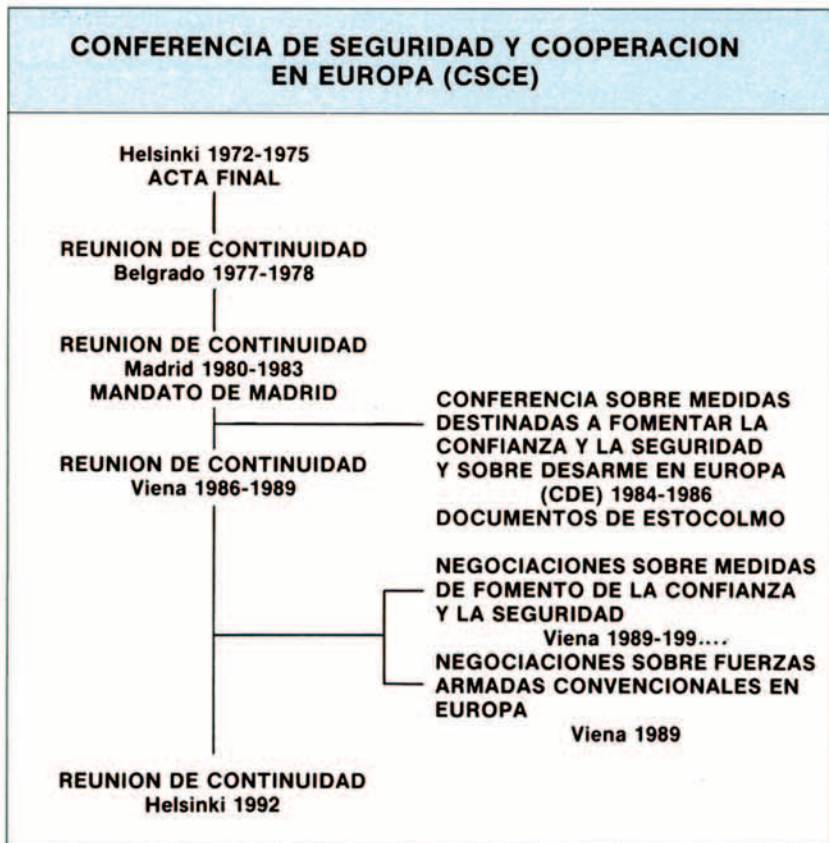 CONFERENCIA DE SEGURIDAD Y COOPERACION
EN EUROPA (CSCE)
Helsinki 1972-1975
ACTA FINAL
REUNION DE CONTINUIDAD
Belgrado 1977-1978
REUNION DE CONTINUIDAD
Madrid 1980-1983
MANDATO DE MADRID
CONFERENCIA SOBRE MEDIDAS
DESTINADAS A FOMENTAR LA
CONFIANZA Y LA SEGURIDAD
Y SOBRE DESARME EN EUROPA
(CDE) 1984-1986
DOCUMENTOS DE ESTOCOLMO
REUNION DE CONTINUIDAD
Viena 1986-1989
NEGOCIACIONES SOBRE MEDIDAS
DE FOMENTO DE LA CONFIANZA
Y LA SEGURIDAD
Viena 1989-199....
NEGOCIACIONES SOBRE FUERZAS
ARMADAS CONVENCIONALES EN
EUROPA
Viena 1989
REUNION DE CONTINUIDAD
Helsinki 1992